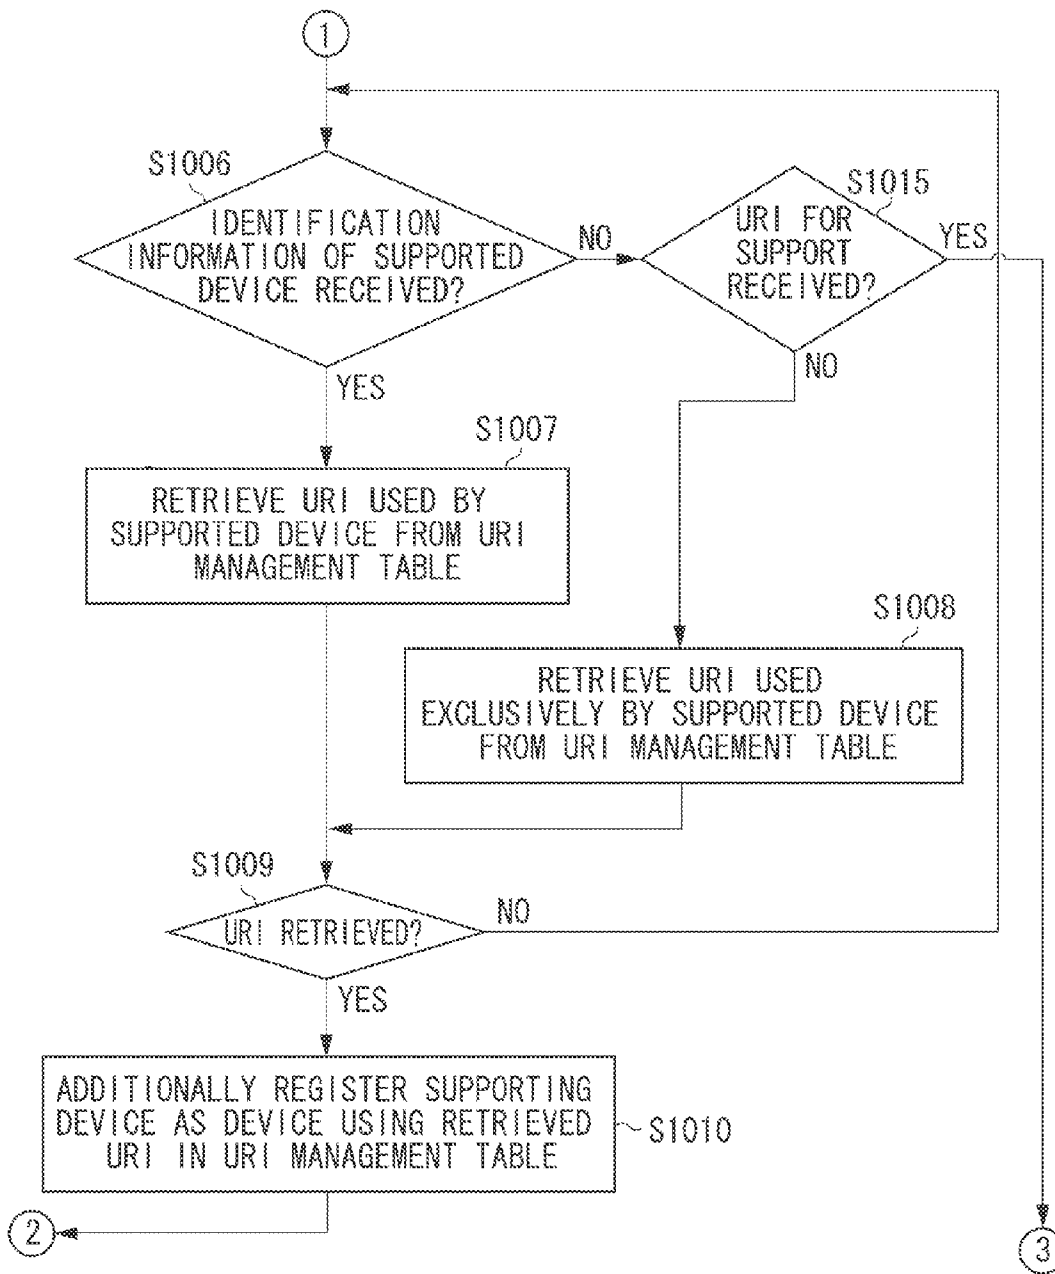 1
S1006
IDENTIFICATION
INFORMATION OF SUPPORTED
DEVICE RECEIVED?
NO
YES
S1015
URI FOR
SUPPORT
RECEIVED?
YES
NO
S1007
RETRIEVE URI USED BY
SUPPORTED DEVICE FROM URI
MANAGEMENT TABLE
S1008
RETRIEVE URI USED
EXCLUSIVELY BY SUPPORTED DEVICE
FROM URI MANAGEMENT TABLE
S1009
URI RETRIEVED?
NO
YES
ADDITIONALLY REGISTER SUPPORTING
DEVICE AS DEVICE USING RETRIEVED
URI IN URI MANAGEMENT TABLE
S1010
2
3